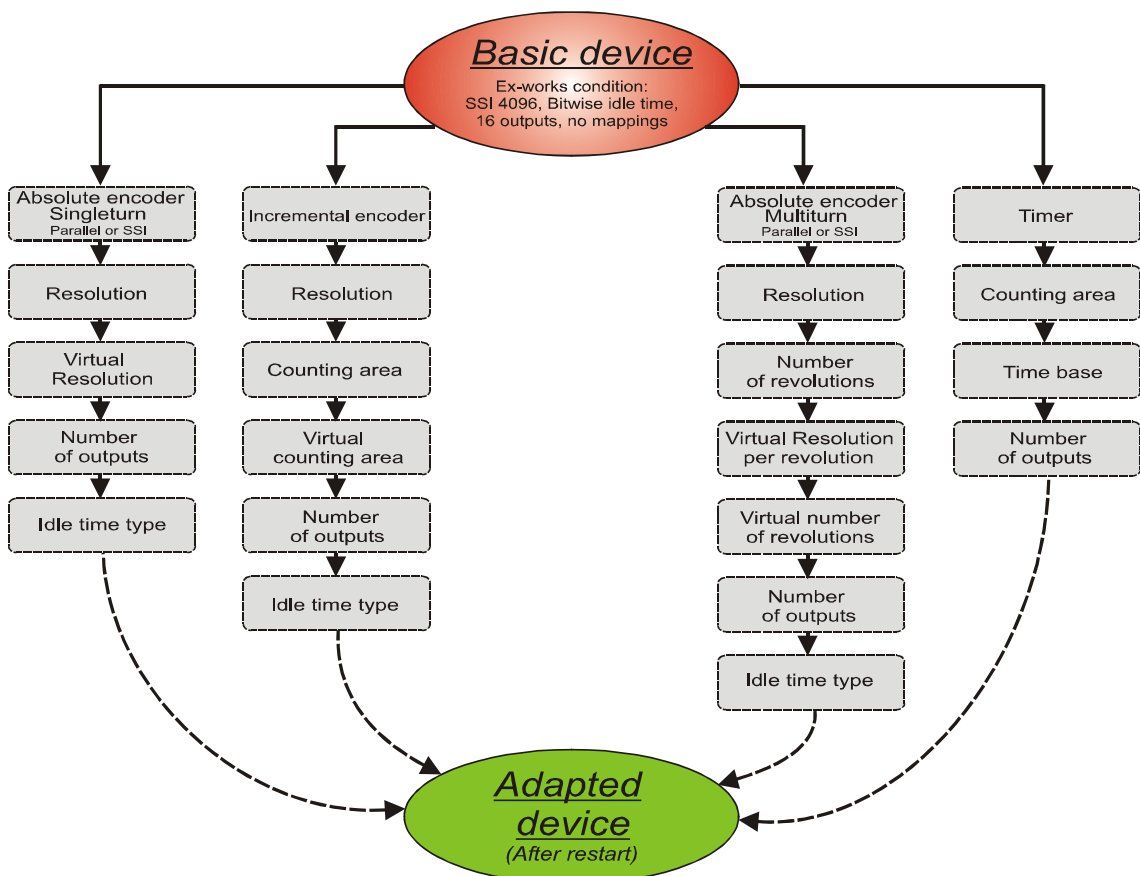 Basic device
Ex-works condition:
SSI 4096, Bitwise idle time,
16 outputs, no mappings
Absolute encoder
Singleturn
Parallel or SSI
Resolution
Virtual
Resolution
Number
of outputs
Idle time type
Incremental encoder
Resolution
Counting area
Virtual
counting area
Number
of outputs
Idle time type
Absolute encoder
Multiturn
Parallel or SSI
Resolution
Number
of revolutions
Virtual Resolution
per revolution
Virtual number
of revolutions
Number
of outputs
Idle time type
Timer
Counting area
Time base
Number
of outputs
Adapted
device
(After restart)